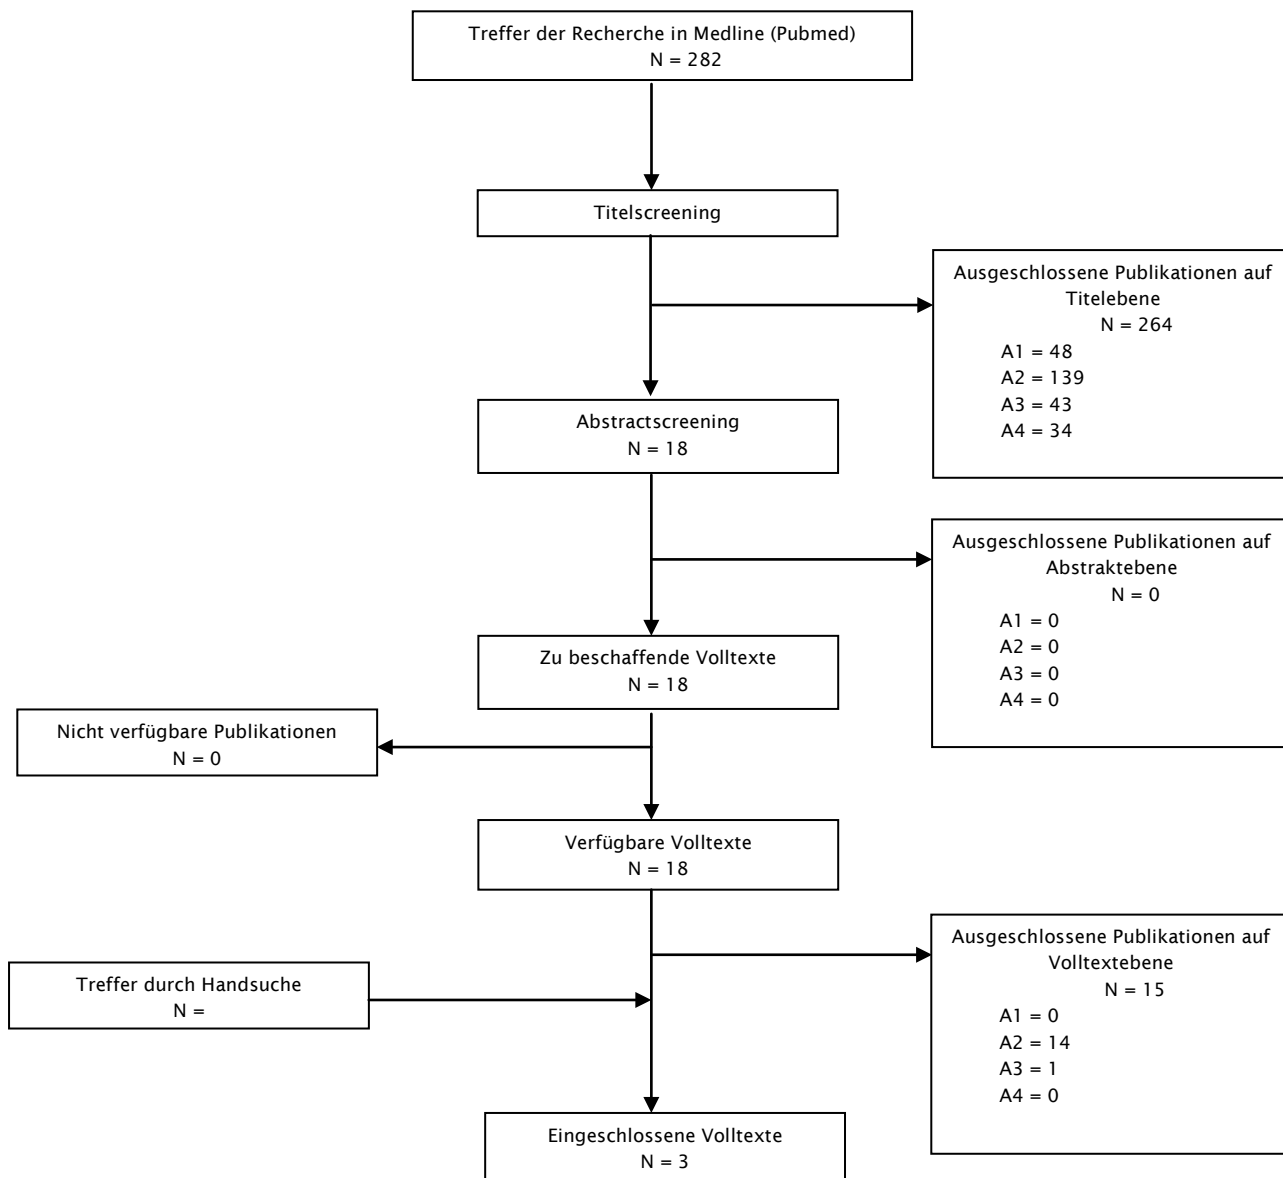 Treffer der Recherche in Medline (Pubmed)
N = 282
Titelscreening
Ausgeschlossene Publikationen auf
Titelebene
N = 264
A1 = 48
A2 = 139
A3 = 43
A4 = 34
Abstractscreening
N = 18
Ausgeschlossene Publikationen auf
Abstraktebene
N = 0
A1 = 0
A2 = 0
A3 = 0
A4 = 0
Zu beschaffende Volltexte
N = 18
Nicht verfügbare Publikationen
N = 0
Verfügbare Volltexte
N = 18
Ausgeschlossene Publikationen auf
Volltextebene
N = 15
A1 = 0
A2 = 14
A3 = 1
A4 = 0
Treffer durch Handsuche
N =
Eingeschlossene Volltexte
N = 3